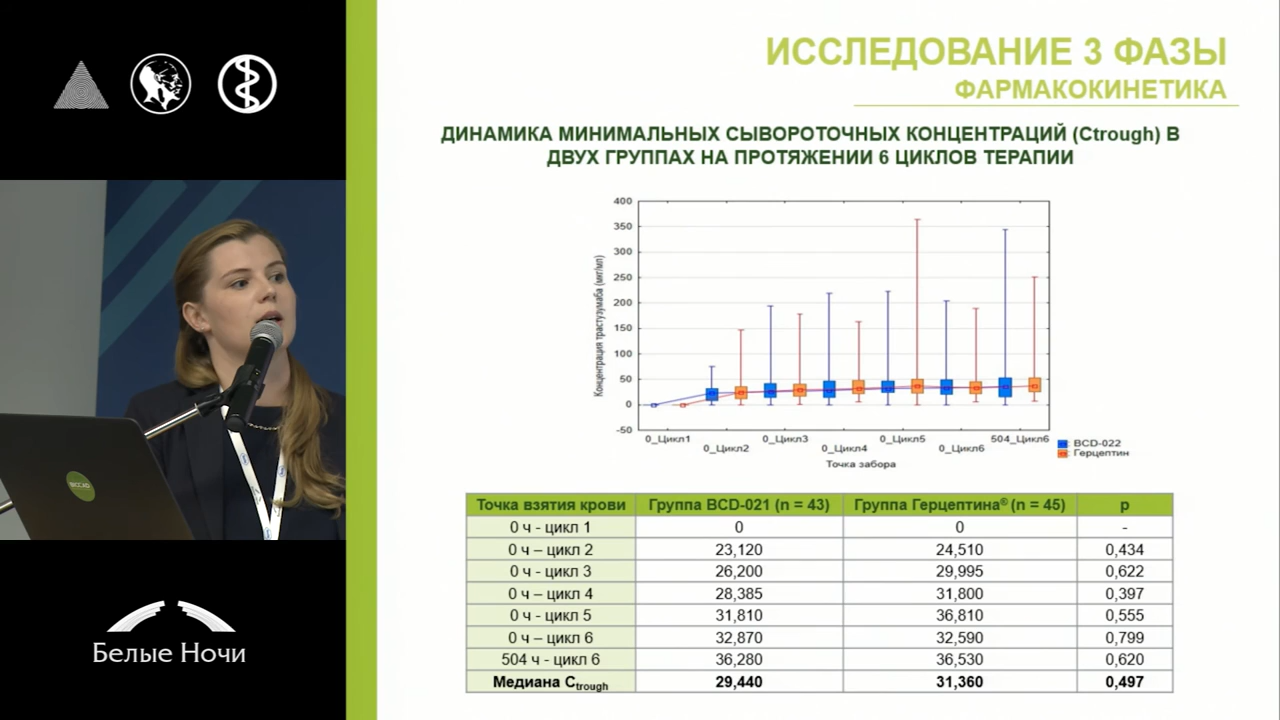 ИССЛЕДОВАНИЕ 3 ФАЗЫ
ФАРМАКОКИНЕТИКА
ДИНАМИКА МИНИМАЛЬНЫХ СЫВОРОТОЧНЫХ КОНЦЕНТРАЦИЙ (Ctrough) В
ДВУХ ГРУППАХ НА ПРОТЯЖЕНИИ 6 ЦИКЛОВ ТЕРАПИИ
Концентрация трастузумаба (мкг/мл)
400
350
300
250
200
150
100
50
0
-50
0_Цикл1
0_Цикл2
0_Цикл3
0_Цикл4
0_Цикл5
0_Цикл6
504_Цикл6
Точка забора
BCD-022
Герцептин
Точка взятия крови Группа BCD-021 (n = 43) Группа Герцептина® (n = 45) p
0 ч - цикл 1 0 0 -
0 ч – цикл 2 23,120 24,510 0,434
0 ч - цикл 3 26,200 29,995 0,622
0 ч – цикл 4 28,385 31,800 0,397
0 ч - цикл 5 31,810 36,810 0,555
0 ч – цикл 6 32,870 32,590 0,799
504 ч - цикл 6 36,280 36,530 0,620
Медиана Ctrough 29,440 31,360 0,497
Белые Ночи